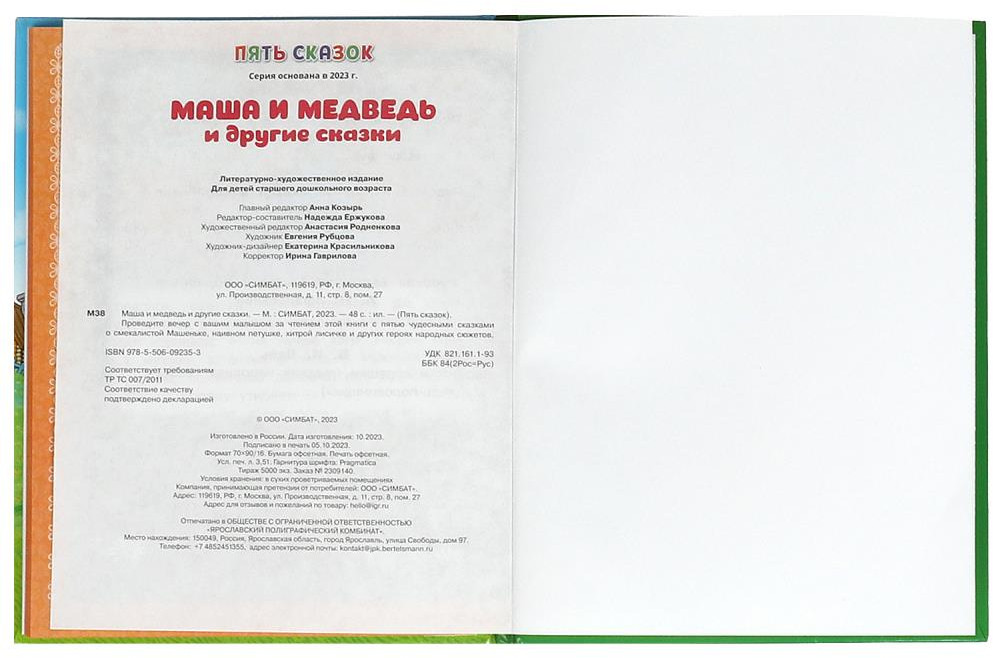 ПЯТЬ СКАЗОК
Серия основана в 2023 г.
МАША И МЕДВЕДЬ
и другие сказки
Литературно-художественное издание
Для детей старшего дошкольного возраста
Главный редактор Анна Козырь
Редактор-составитель Надежда Ержукова
Художественный редактор Анастасия Родненкова
Художник Евгения Рубцова
Художник-дизайнер Екатерина Красильникова
Корректор Ирина Гаврилова
ООО «СИМБАТ», 119619, РФ, г. Москва,
ул. Производственная, д. 11, стр. 8, пом. 27
М38 Маша и медведь и другие сказки. — М. : СИМБАТ, 2023. — 48 с. : ил. — (Пять сказок).
Проведите вечер с вашим малышом за чтением этой книги с пятью чудесными сказками
о смекалистой Машеньке, наивном петушке, хитрой лисичке и других героях народных сюжетов.
ISBN 978-5-506-09235-3
УДК 821.161.1-93
ББК 84(2Рос=Рус)
Соответствует требованиям
ТР ТС 007/2011
Соответствие качеству
подтверждено декларацией
© ООО «СИМБАТ», 2023
Изготовлено в России. Дата изготовления: 10.2023.
Подписано в печать 05.10.2023.
Формат 70×90/16. Бумага офсетная. Печать офсетная.
Усл. печ. л. 3,51. Гарнитура шрифта: Pragmatica
Тираж 5000 экз. Заказ № 2309140.
Условия хранения: в сухих проветриваемых помещениях
Компания, принимающая претензии от потребителей: ООО «СИМБАТ».
Адрес: 119619, РФ, г. Москва, ул. Производственная, д. 11, стр. 8, пом. 27
Адрес для отзывов и пожеланий по товару: hello@igr.ru
Отпечатано в ОБЩЕСТВЕ С ОГРАНИЧЕННОЙ ОТВЕТСТВЕННОСТЬЮ
«ЯРОСЛАВСКИЙ ПОЛИГРАФИЧЕСКИЙ КОМБИНАТ».
Место нахождения: 150049, Россия, Ярославская область, город Ярославль, улица Свободы, дом 97.
Телефон: +7 4852451355, адрес электронной почты: kontakt@jpk.bertelsmann.ru